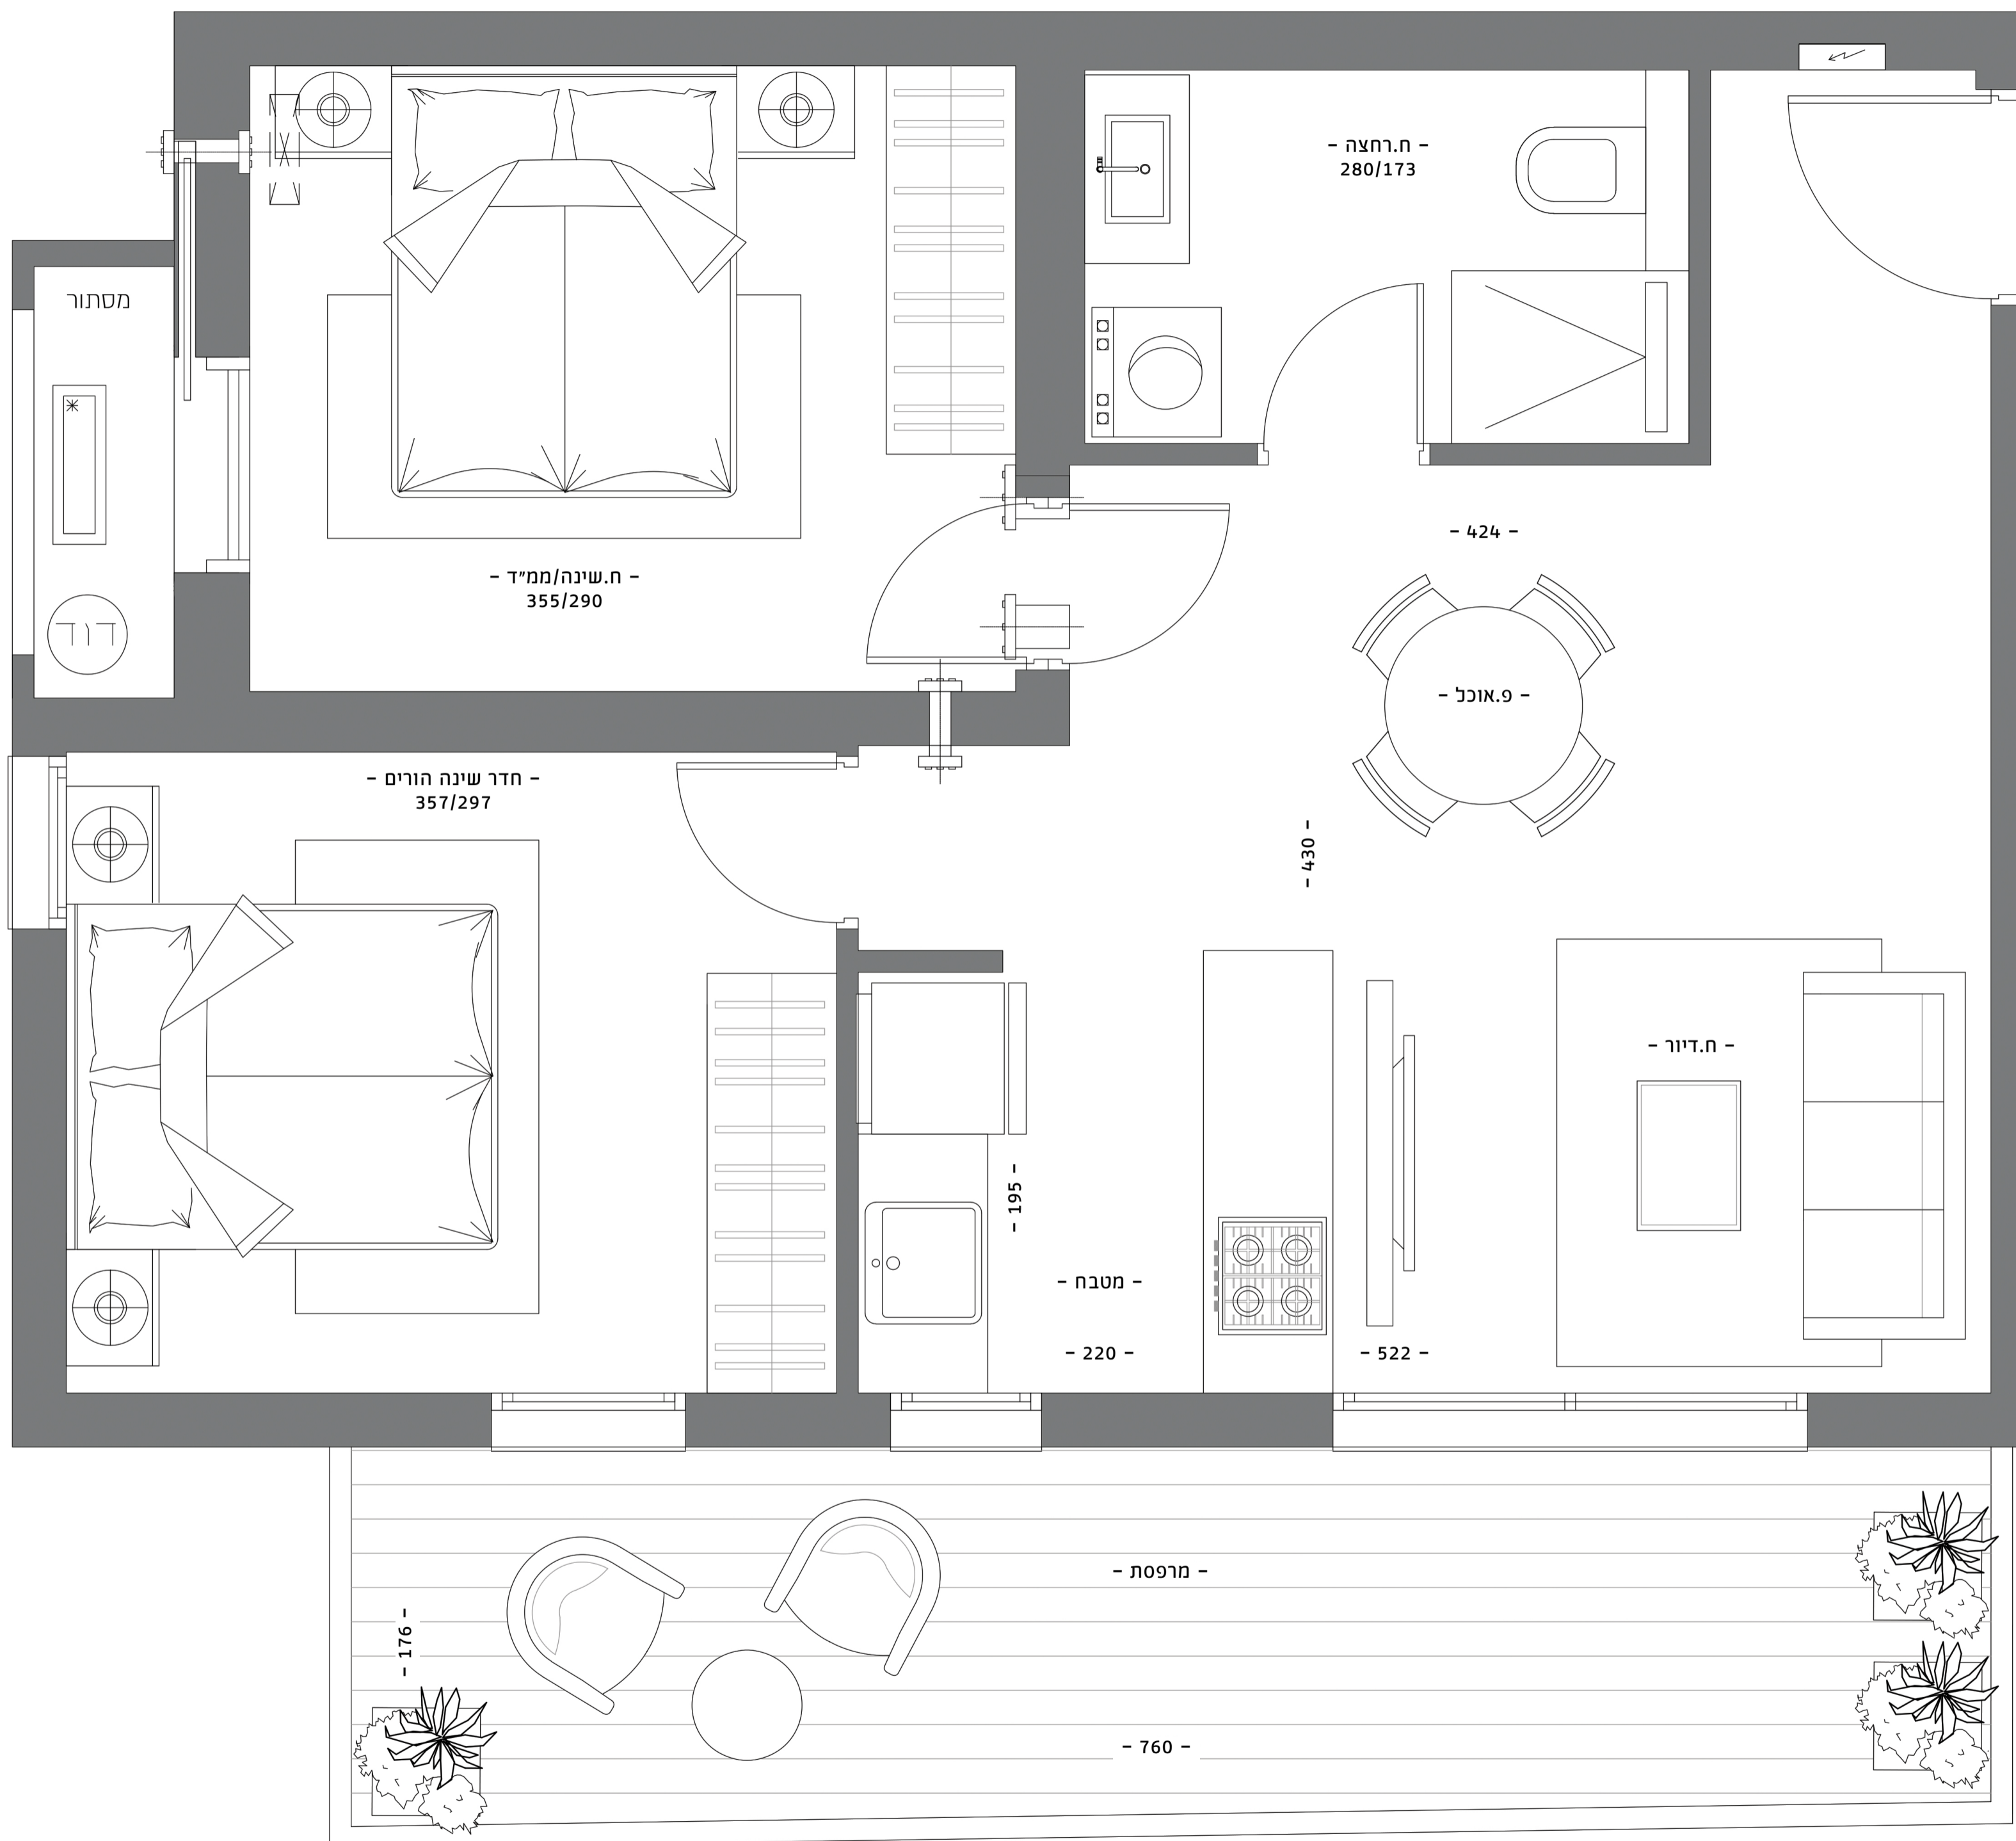 - ח.רחצה -
280/173
מסתור
- 424 -
- ח.שינה/ממ״ד -
355/290
דוד
- פ.אוכל -
- חדר שינה הורים -
357/297
- 430 -
- ח.דיור -
- 195 -
- מטבח -
- 220 -
- 522 -
- מרפסת -
- 176 -
- 760 -